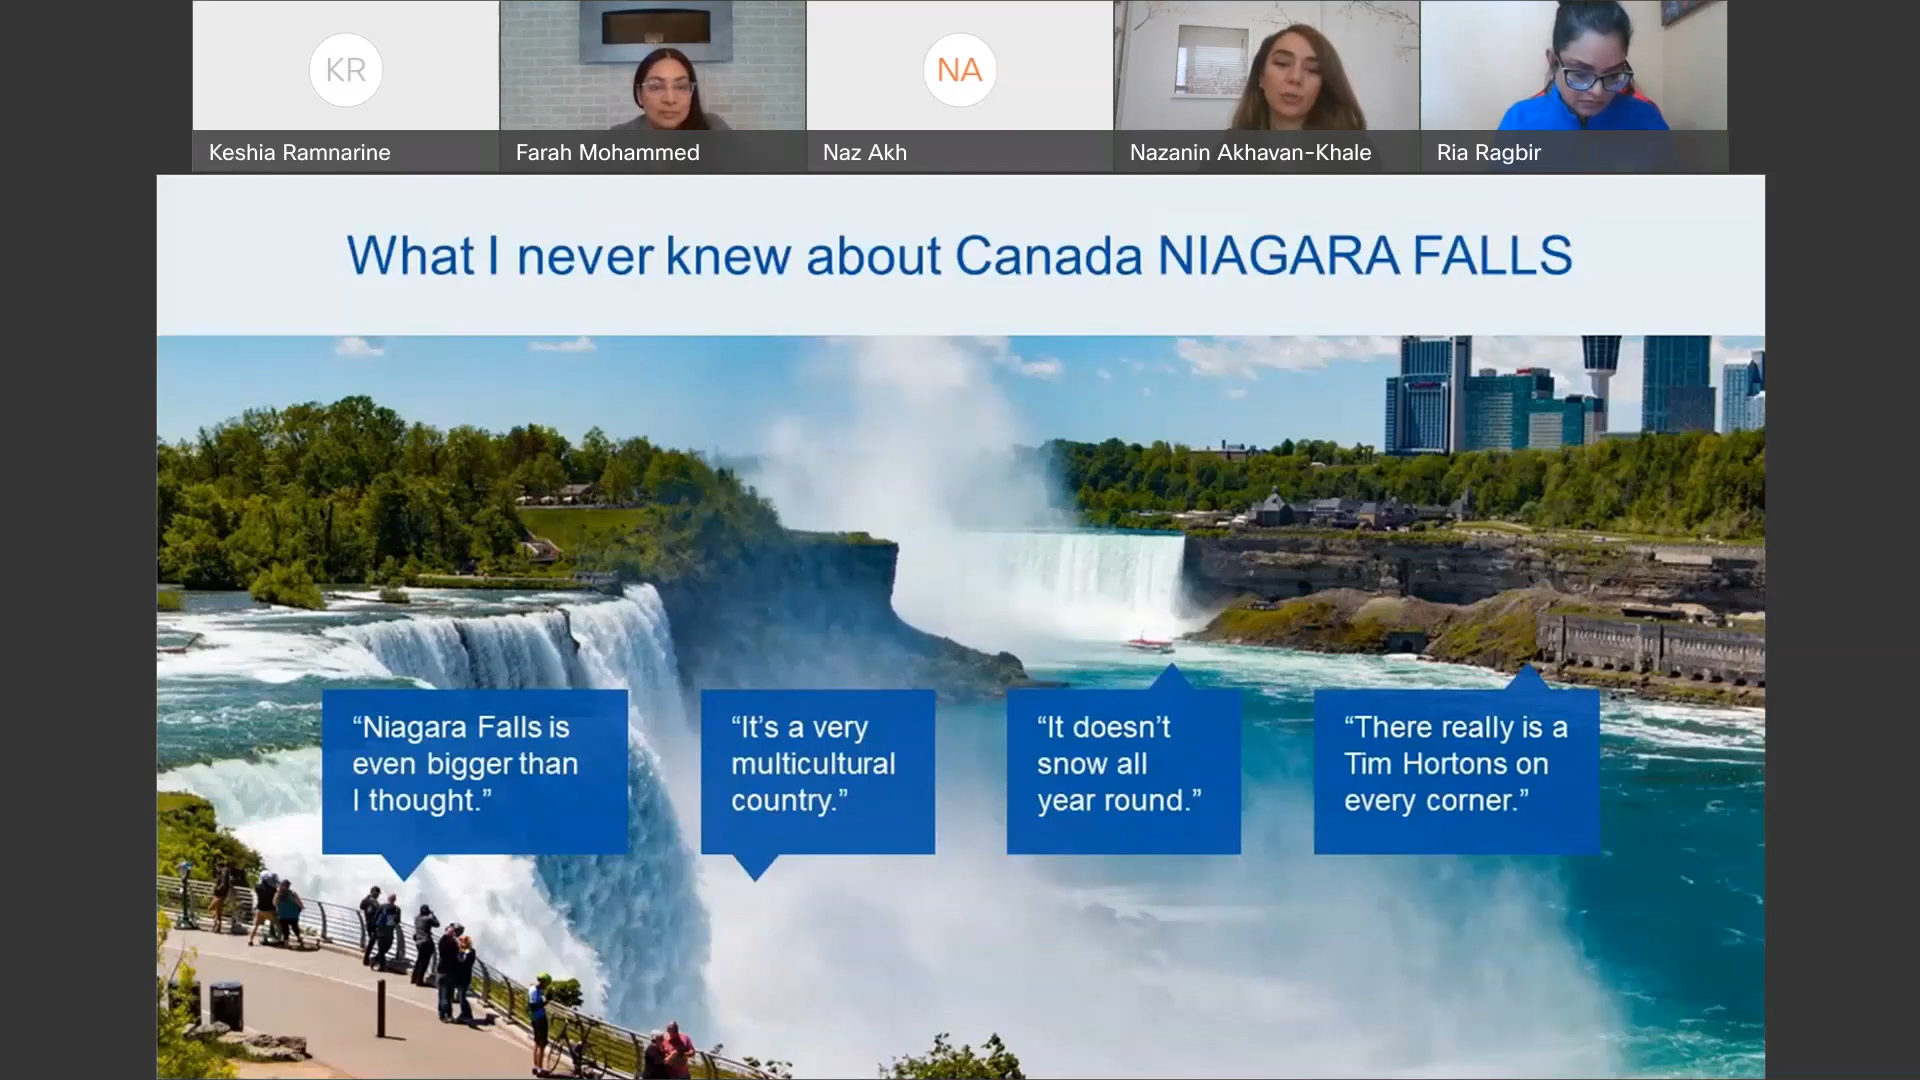 KR
NA
Keshia Ramnarine
Farah Mohammed
Naz Akh
Nazanin Akhavan-Khale
Ria Ragbir
What I never knew about Canada NIAGARA FALLS
“Niagara Falls is
even bigger than
I thought.”
“It’s a very
multicultural
country.”
“It doesn’t
snow all
year round.”
“There really is a
Tim Hortons on
every corner.”